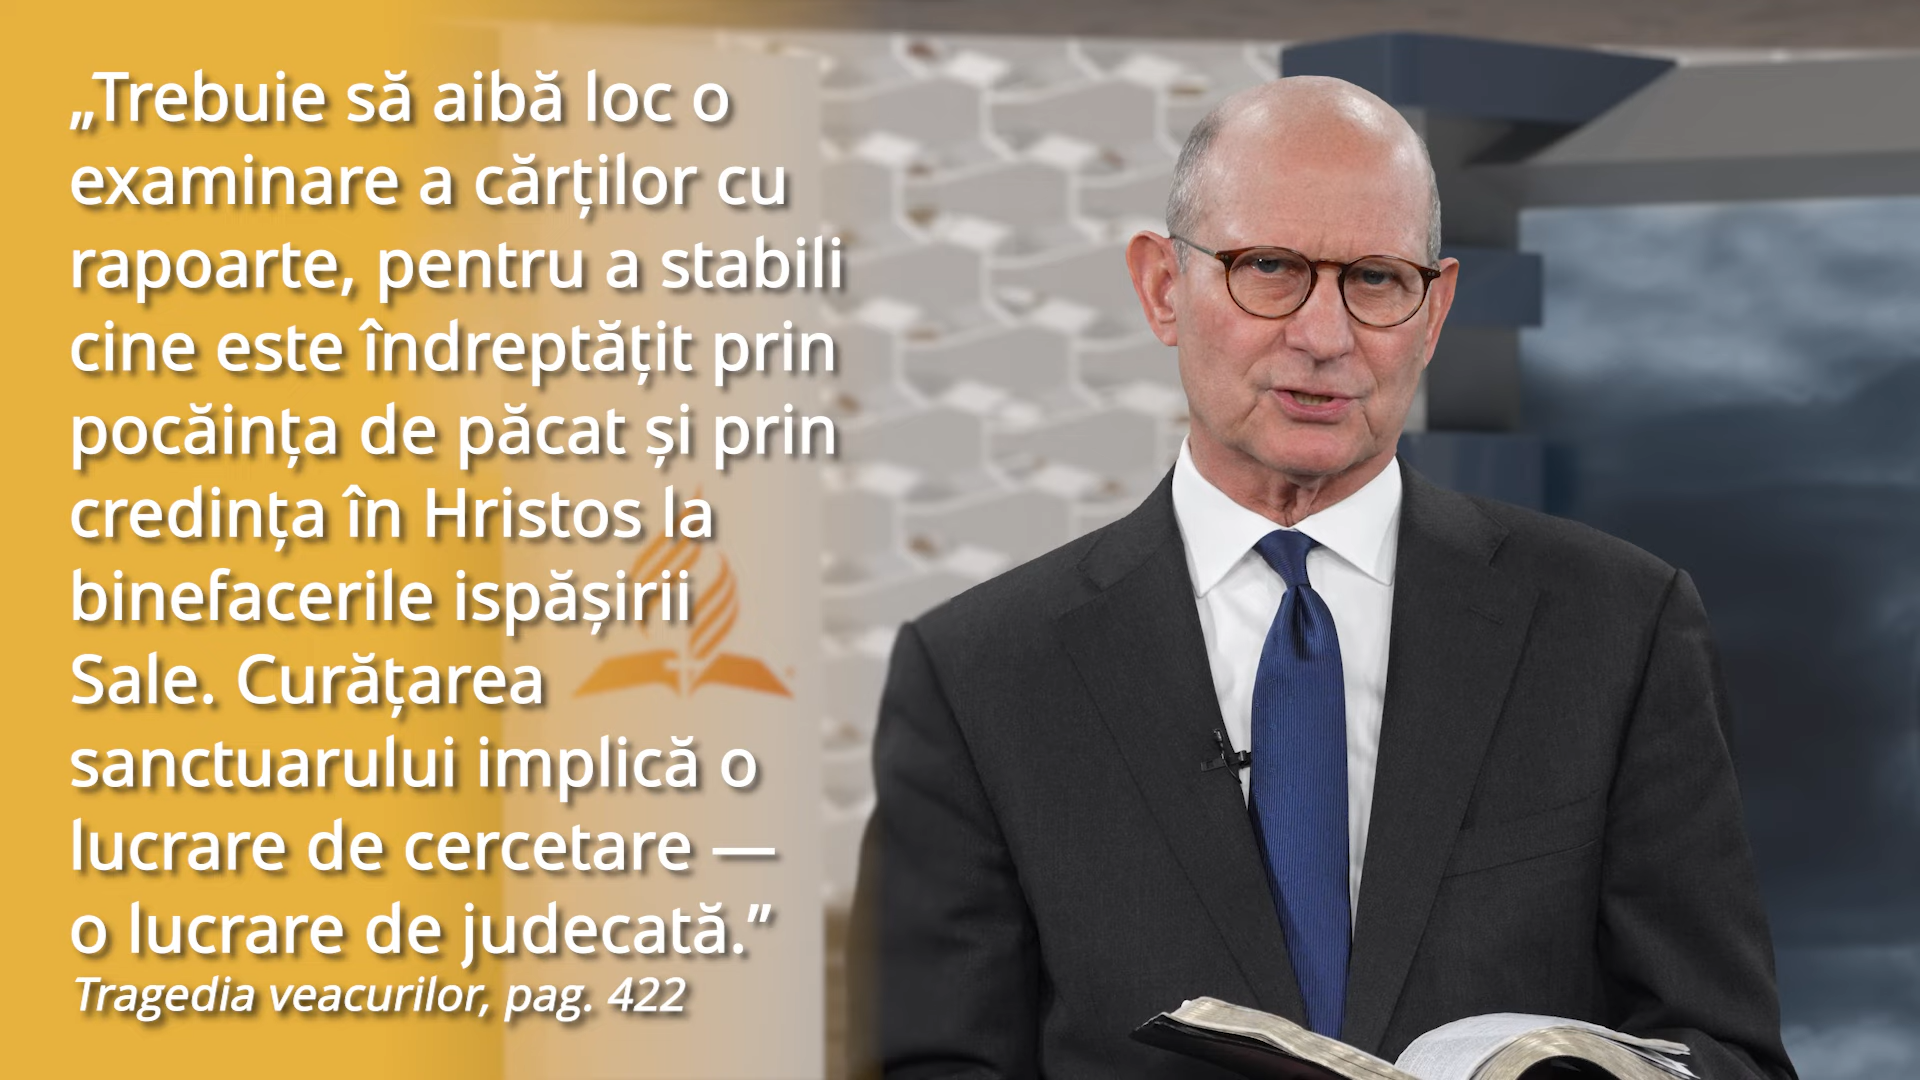 „Trebuie să aibă loc o
examinare a cărților cu
rapoarte, pentru a stabili
cine este îndreptățit prin
pocăința de păcat și prin
credința în Hristos la
binefacerile ispășirii
Sale. Curățarea
sanctuarului implică o
lucrare de cercetare —
o lucrare de judecată.”
Tragedia veacurilor, pag. 422